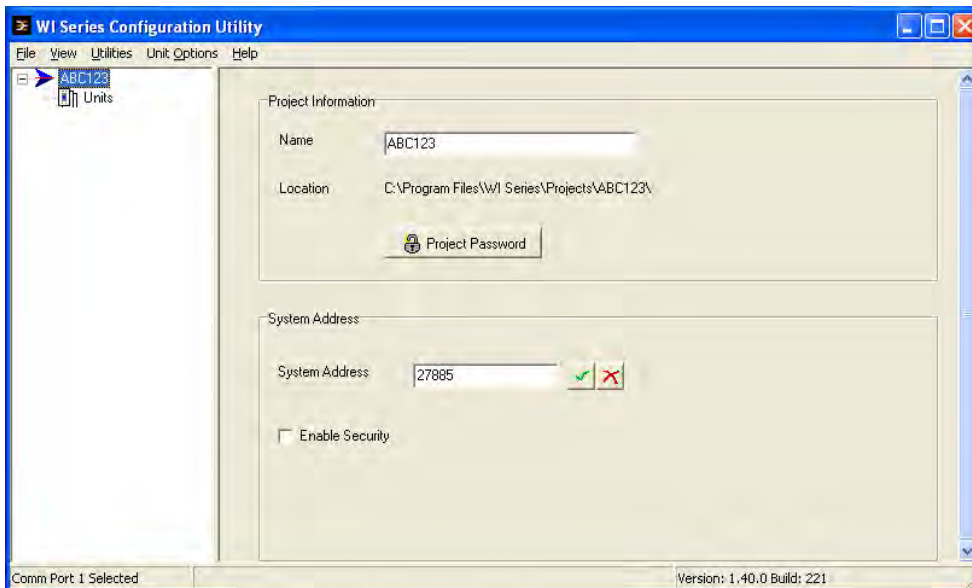 WI Series Configuration Utility
File View Utilities Unit Options Help
ABC123
Units
Project Information
Name ABC123
Location C:\Program Files\WI Series\Projects\ABC123\
Project Password
System Address
System Address 27885
Enable Security
Comm Port 1 Selected Version: 1.40.0 Build: 221